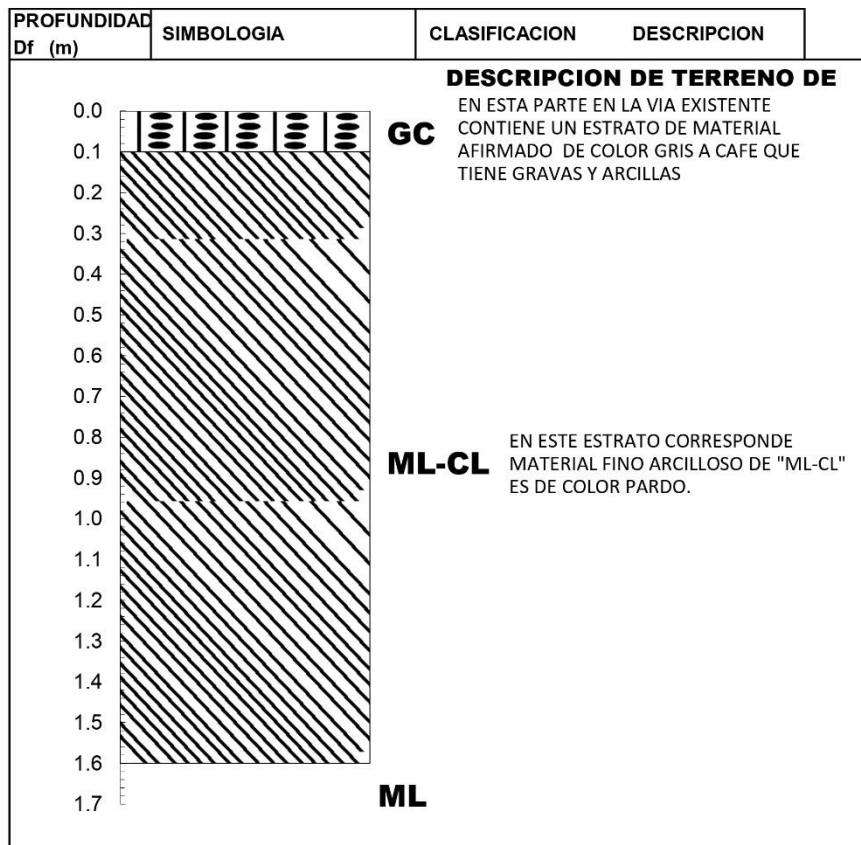 PROFUNDIDAD
Df (m)
SIMBOLOGIA
CLASIFICACION
DESCRIPCION
DESCRIPCION DE TERRENO DE
GC
EN ESTA PARTE EN LA VIA EXISTENTE
CONTIENE UN ESTRATO DE MATERIAL
AFIRMADO DE COLOR GRIS A CAFE QUE
TIENE GRAVAS Y ARCILLAS
0.0
0.1
0.2
0.3
0.4
0.5
0.6
0.7
0.8
0.9
1.0
1.1
1.2
1.3
1.4
1.5
1.6
1.7
ML-CL
EN ESTE ESTRATO CORRESPONDE
MATERIAL FINO ARCILLOSO DE "ML-CL"
ES DE COLOR PARDO.
ML